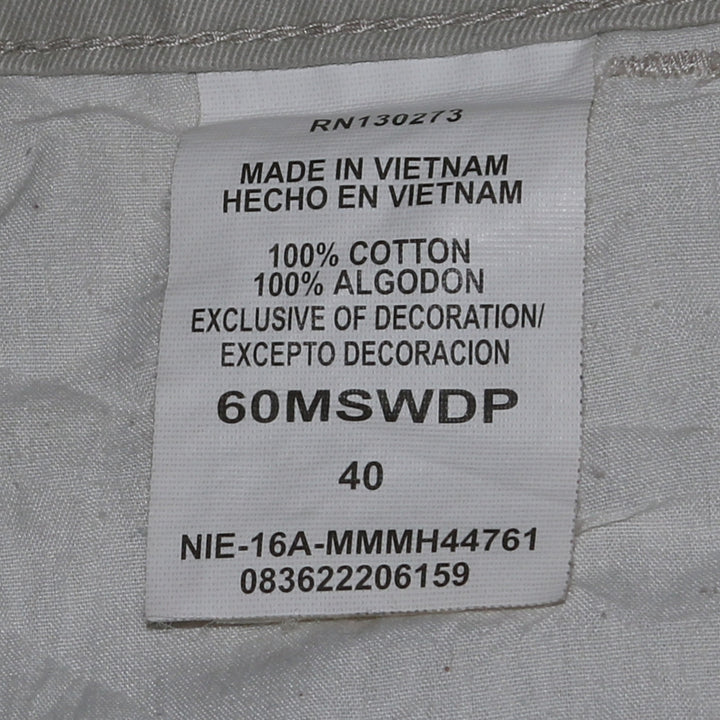 RN130273
MADE IN VIETNAM
HECHO EN VIETNAM
100% COTTON
100% ALGODON
EXCLUSIVE OF DECORATION/
EXCEPTO DECORACION
60MSWDP
40
NIE-16A-MMMH44761
083622206159